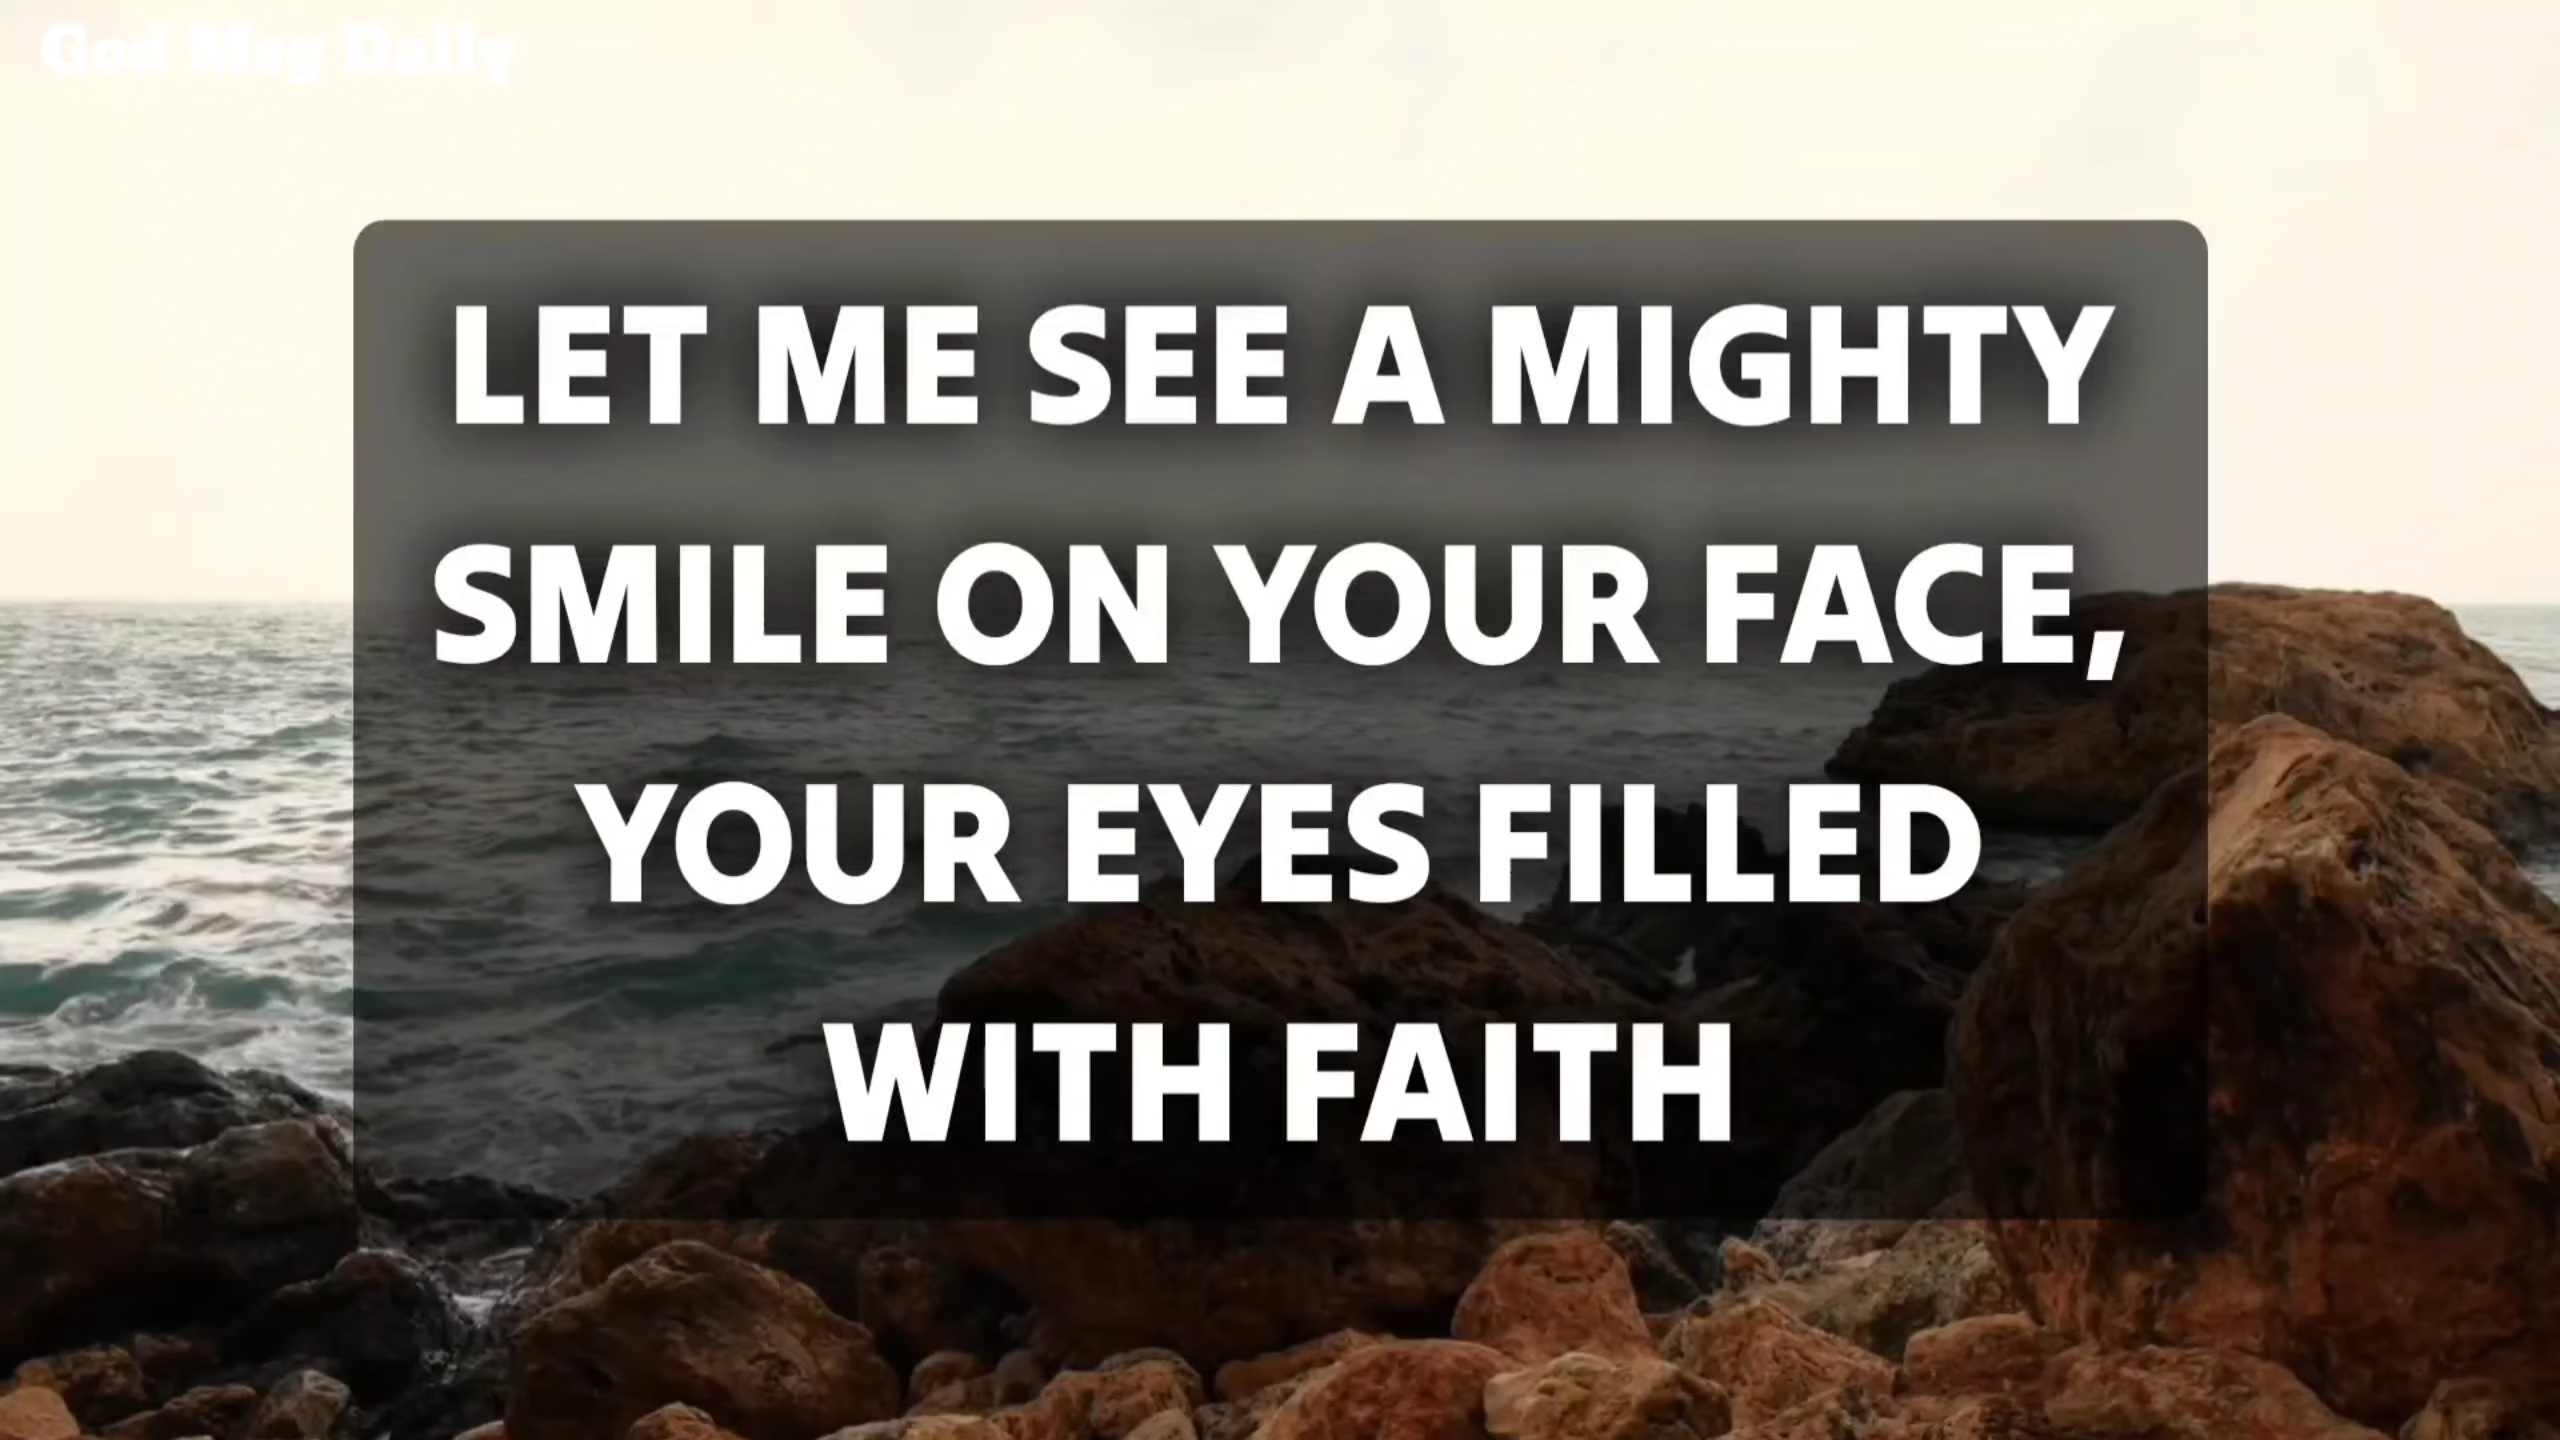 God Msg Daily
LET ME SEE A MIGHTY
SMILE ON YOUR FACE,
YOUR EYES FILLED
WITH FAITH